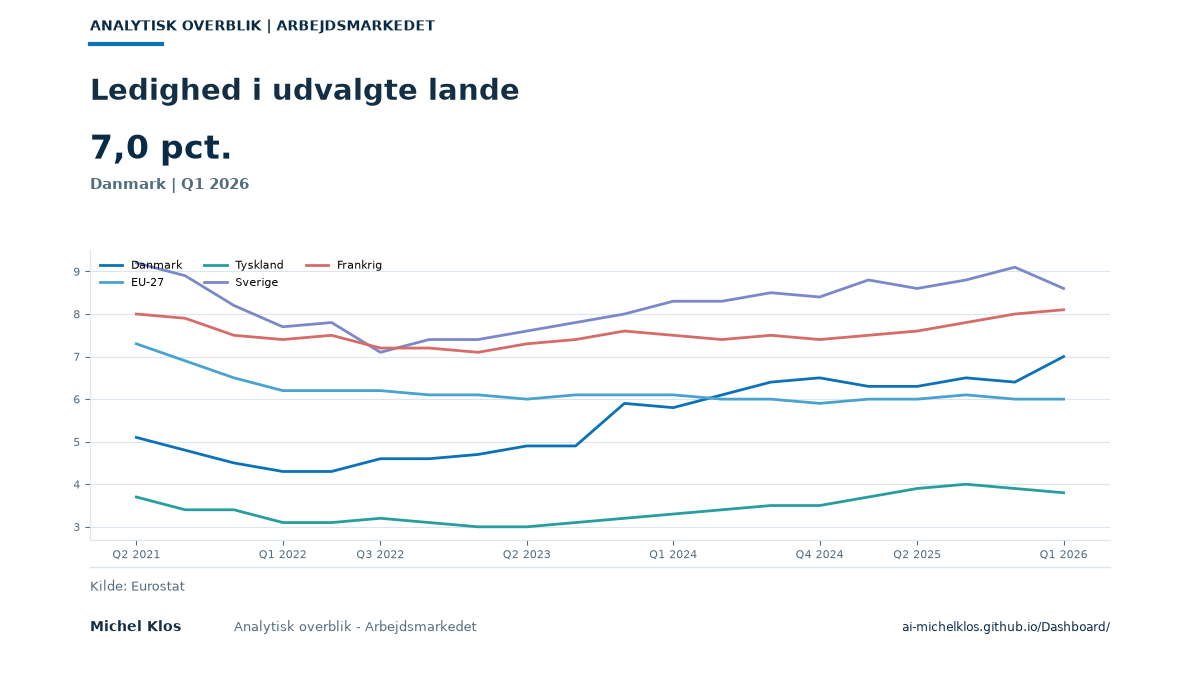 ANALYTISK OVERBLIK | ARBEJDSMARKEDET
Ledighed i udvalgte lande
7,0 pct.
Danmark | Q1 2026
Danmark Tyskland Frankrig
EU-27 Sverige
9
8
7
6
5
4
3
Q2 2021 Q1 2022 Q3 2022 Q2 2023 Q1 2024 Q4 2024 Q2 2025 Q1 2026
Kilde: Eurostat
Michel Klos Analytisk overblik - Arbejdsmarkedet ai-michelklos.github.io/Dashboard/